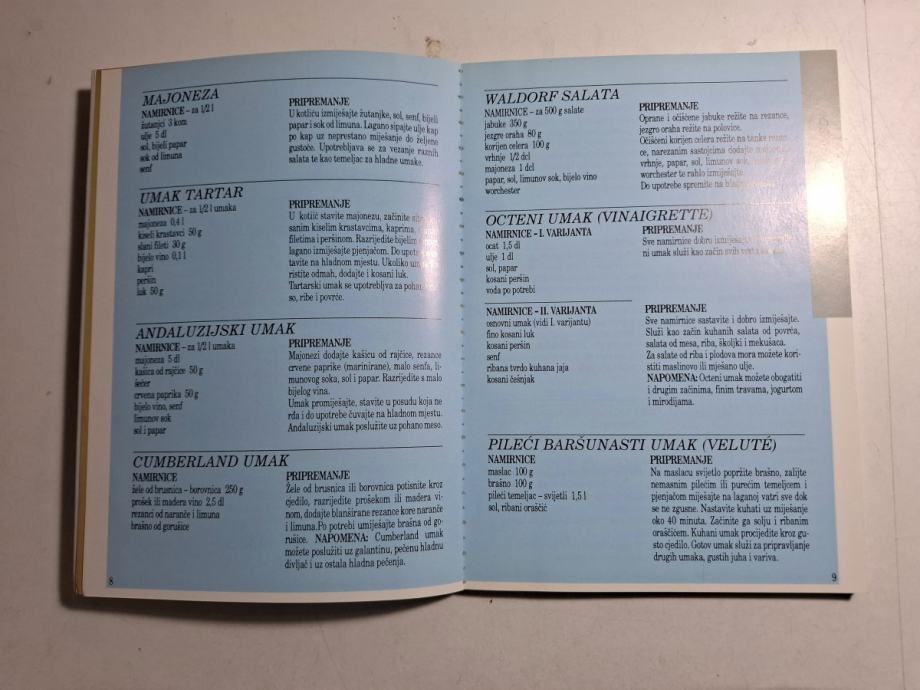 MAJONEZA
NAMIRNICE – za 1/2 l
žutanjci 3 kom
ulje 5 dl
sol, bijeli papar
sok od limuna
senf
PRIPREMANJE
U kotliću izmiješajte žutanjke, sol, senf, bijeli
papar i sok od limuna. Lagano sipajte ulje kap
po kap uz neprestano miješanje do željene
gustoće. Upotrebljava se za vezanje raznih
salata te kao temeljac za hladne umake.
UMAK TARTAR
NAMIRNICE – za 1/2 l umaka
majoneza 0,4 l
kiseli krastavci 50 g
slani fileti 30 g
bijelo vino 0,1 l
kapri
peršin
luk 50 g
PRIPREMANJE
U kotlić stavite majonezu, začinite
sanim kiselim krastavcima, kaprima,
filetima i peršinom. Razrijedite bijelim
lagano izmiješajte pjenjačom. Do
tavite na hladnom mjestu. Ukoliko
ristite odmah, dodajte i kosani luk.
Tartarski umak se upotrebljava za
so, ribe i povrće.
ANDALUZIJSKI UMAK
NAMIRNICE – za 1/2 l umaka
majoneza 5 dl
kašica od rajčice 50 g
šećer
crvena paprika 50 g
bijelo vino, senf
limunov sok
sol i papar
PRIPREMANJE
Majonezi dodajte kašicu od rajčice, rezance
crvene paprike (marinirane), malo senfa, li-
munovog soka, sol i papar. Razrijedite s malo
bijelog vina.
Umak promiješajte, stavite u posudu koja ne
rđa i do upotrebe čuvajte na hladnom mjestu.
Andaluzijski umak poslužite uz pohano meso.
CUMBERLAND UMAK
NAMIRNICE
žele od brusnica – borovnica 250 g
prošek ili madera vino 2,5 dl
rezanci od naranče i limuna
brašno od gorušice
PRIPREMANJE
Žele od brusnica ili borovnica potisnite kroz
cjedilo, razrijedite prošekom ili madera vi-
nom, dodajte blanširane rezance kore naranče
i limuna.Po potrebi umiješajte brašna od go-
rušice. NAPOMENA: Cumberland umak
možete poslužiti uz galantinu, pečenu hladnu
divljač i uz ostala hladna pečenja.
8
WALDORF SALATA
NAMIRNICE – za 500 g salate
jabuke 350 g
jezgro oraha 80 g
korijen celera 100 g
vrhnje 1/2 dcl
majoneza 1 dcl
papar, sol, limunov sok, bijelo vino
worchester
PRIPREMANJE
Oprane i očišćene jabuke režite na rezance,
jezgro oraha režite na polovice.
Očišćeni korijen celera režite na tanke rezan-
ce, narezanim sastojcima dodajte
vrhnje, papar, sol, limunov sok,
worchester te rahlo izmiješajte.
Do upotrebe spremite na
OCTENI UMAK (VINAIGRETTE)
NAMIRNICE – I. VARIJANTA
ocat 1,5 dl
ulje 1 dl
sol, papar
kosani peršin
voda po potrebi
PRIPREMANJE
Sve namirnice dobro
ni umak služi kao začin svih
NAMIRNICE – II. VARIJANTA
osnovni umak (vidi I. varijantu)
fino kosani luk
kosani peršin
senf
ribana tvrdo kuhana jaja
kosani češnjak
PRIPREMANJE
Sve namirnice sastavite i dobro izmiješajte.
Služi kao začin kuhanih salata od povrća,
salata od mesa, riba, školjki i mekušaca.
Za salate od riba i plodova mora možete kori-
stiti maslinovo ili mješano ulje.
NAPOMENA: Octeni umak možete obogatiti
i drugim začinima, finim travama, jogurtom
i mirodijama.
PILEĆI BARŠUNASTI UMAK (VELUTÉ)
NAMIRNICE
maslac 100 g
brašno 100 g
pileći temeljac – svijetli 1,5 l
sol, ribani oraščić
PRIPREMANJE
Na maslacu svijetlo popržite brašno, zalijte
nemasnim pilećim ili purećim temeljcem i
pjenjačom miješajte na laganoj vatri sve dok
se ne zgusne. Nastavite kuhati uz miješanje
oko 40 minuta. Začinite ga solju i ribanim
oraščićem. Kuhani umak procijedite kroz gu-
sto cjedilo. Gotov umak služi za pripravljanje
drugih umaka, gustih juha i variva.
9